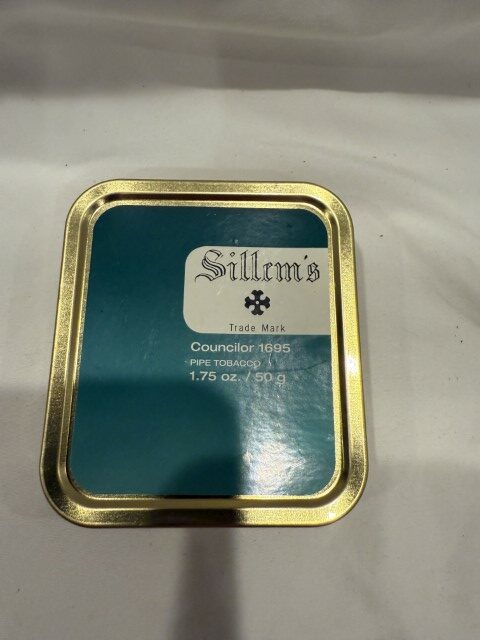 Sillem's
Trade Mark
Councilor 1695
PIPE TOBACCO
1.75 oz. / 50 g